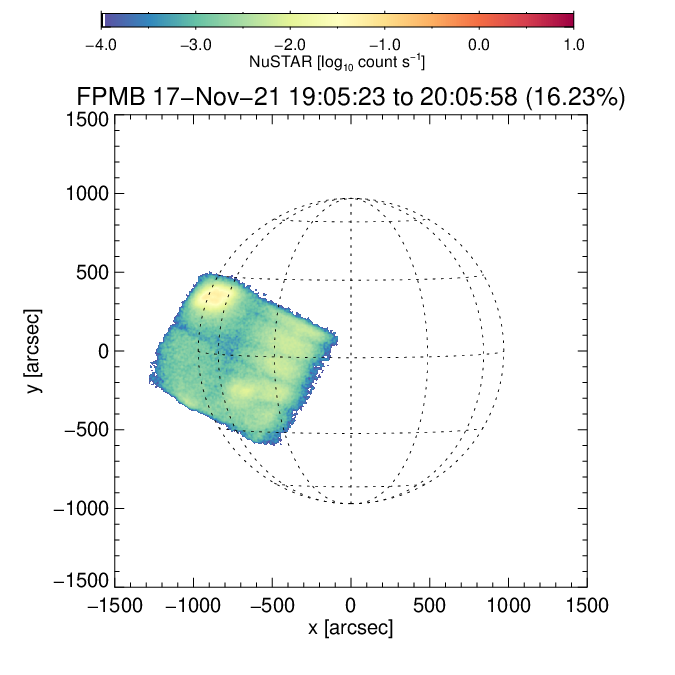 −4.0 −3.0 −2.0 −1.0 0.0 1.0
NuSTAR [log₁₀ count s⁻¹]
FPMB 17−Nov−21 19:05:23 to 20:05:58 (16.23%)
1500
1000
500
0
−500
−1000
−1500
y [arcsec]
−1500 −1000 −500 0 500 1000 1500
x [arcsec]